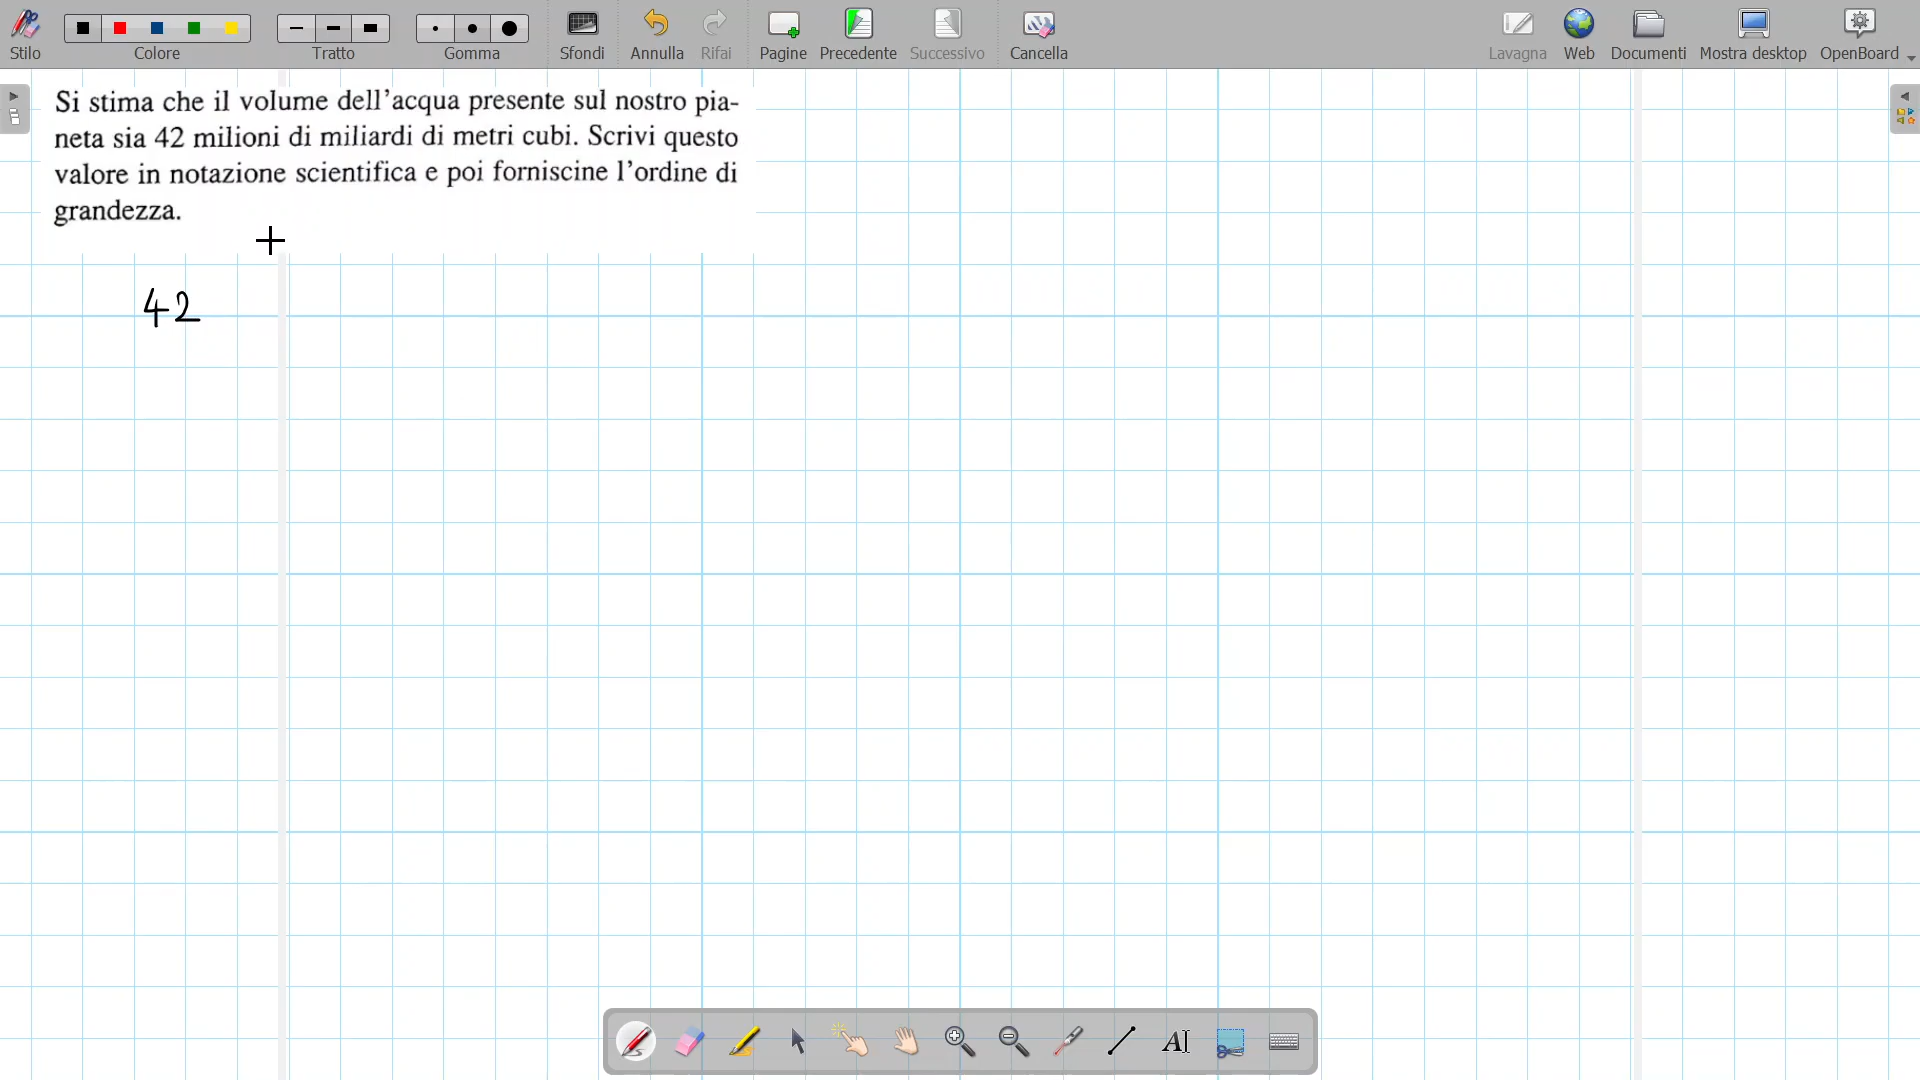 Stilo
Colore
Tratto
Gomma
Sfondi
Annulla
Rifai
Pagine
Precedente
Successivo
Cancella
Lavagna
Web
Documenti
Mostra desktop
OpenBoard
Si stima che il volume dell'acqua presente sul nostro pia-
neta sia 42 milioni di miliardi di metri cubi. Scrivi questo
valore in notazione scientifica e poi forniscine l'ordine di
grandezza.
42